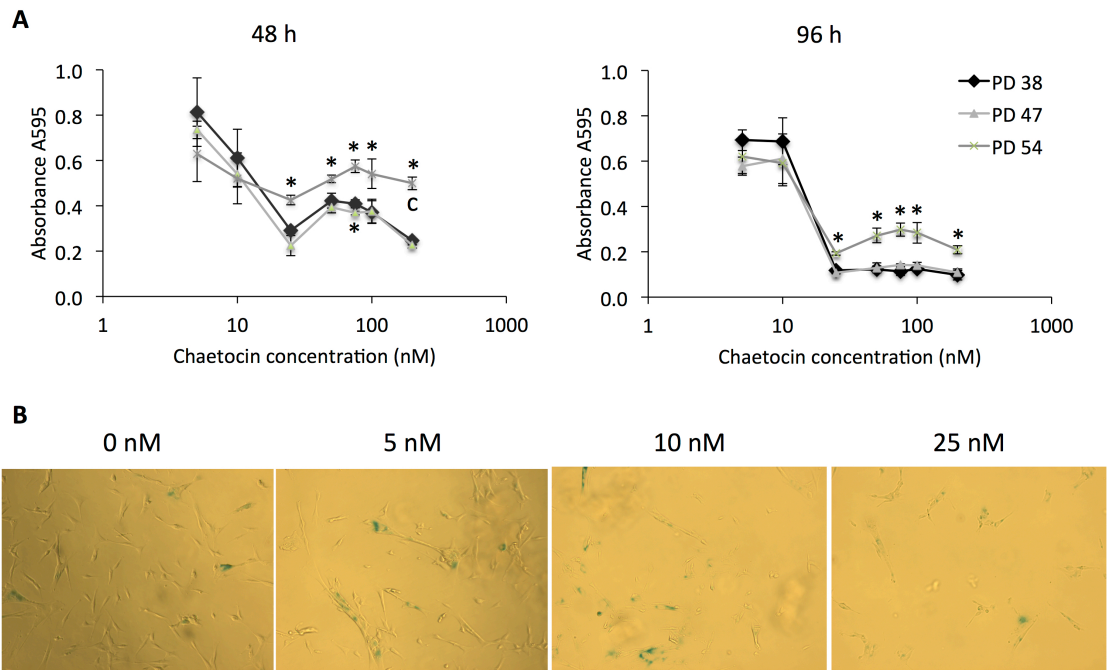 A
48 h
Absorbance A595
1.0
0.8
0.6
0.4
0.2
0.0
* * * * *
C
*
1 10 100 1000
Chaetocin concentration (nM)
96 h
Absorbance A595
1.0
0.8
0.6
0.4
0.2
0.0
* * * * *
PD 38
PD 47
PD 54
1 10 100 1000
Chaetocin concentration (nM)
B
0 nM 5 nM 10 nM 25 nM